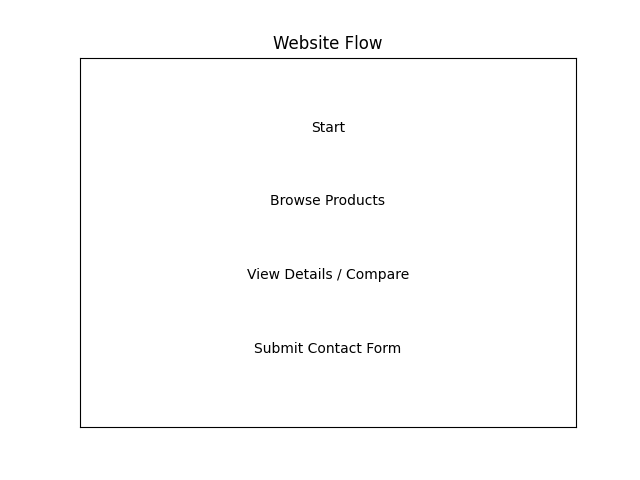 Website Flow
Start
Browse Products
View Details / Compare
Submit Contact Form